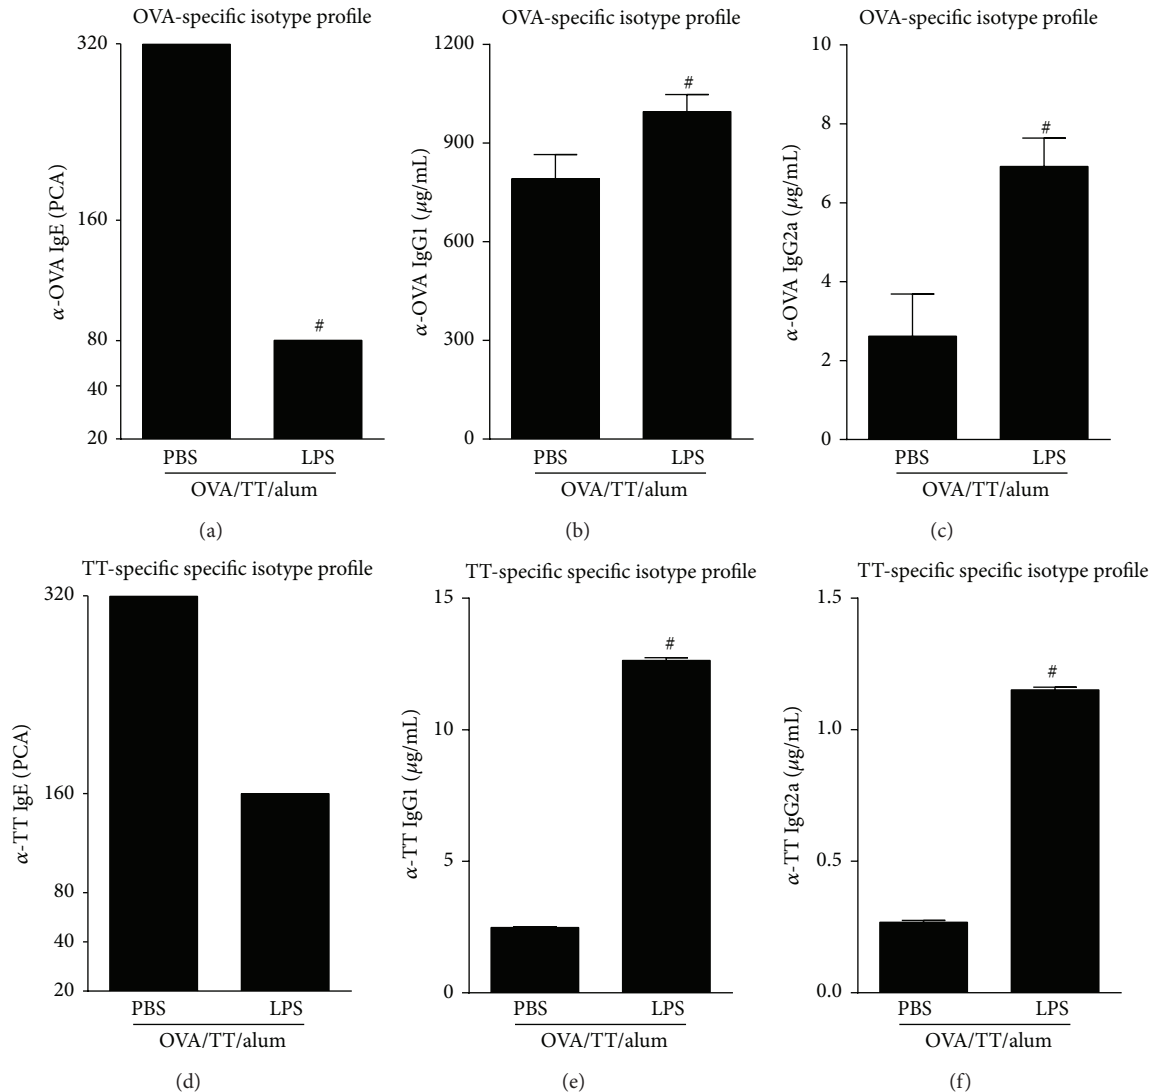 OVA-specific isotype profile
320
160
80
40
20
α-OVA IgE (PCA)
#
PBS LPS
OVA/TT/alum
(a)
OVA-specific isotype profile
1200
900
600
300
0
α-OVA IgG1 (μg/mL)
#
PBS LPS
OVA/TT/alum
(b)
OVA-specific isotype profile
10
8
6
4
2
0
α-OVA IgG2a (μg/mL)
#
PBS LPS
OVA/TT/alum
(c)
TT-specific specific isotype profile
320
160
80
40
20
α-TT IgE (PCA)
PBS LPS
OVA/TT/alum
(d)
TT-specific specific isotype profile
15
10
5
0
α-TT IgG1 (μg/mL)
#
PBS LPS
OVA/TT/alum
(e)
TT-specific specific isotype profile
1.5
1.0
0.5
0.0
α-TT IgG2a (μg/mL)
#
PBS LPS
OVA/TT/alum
(f)